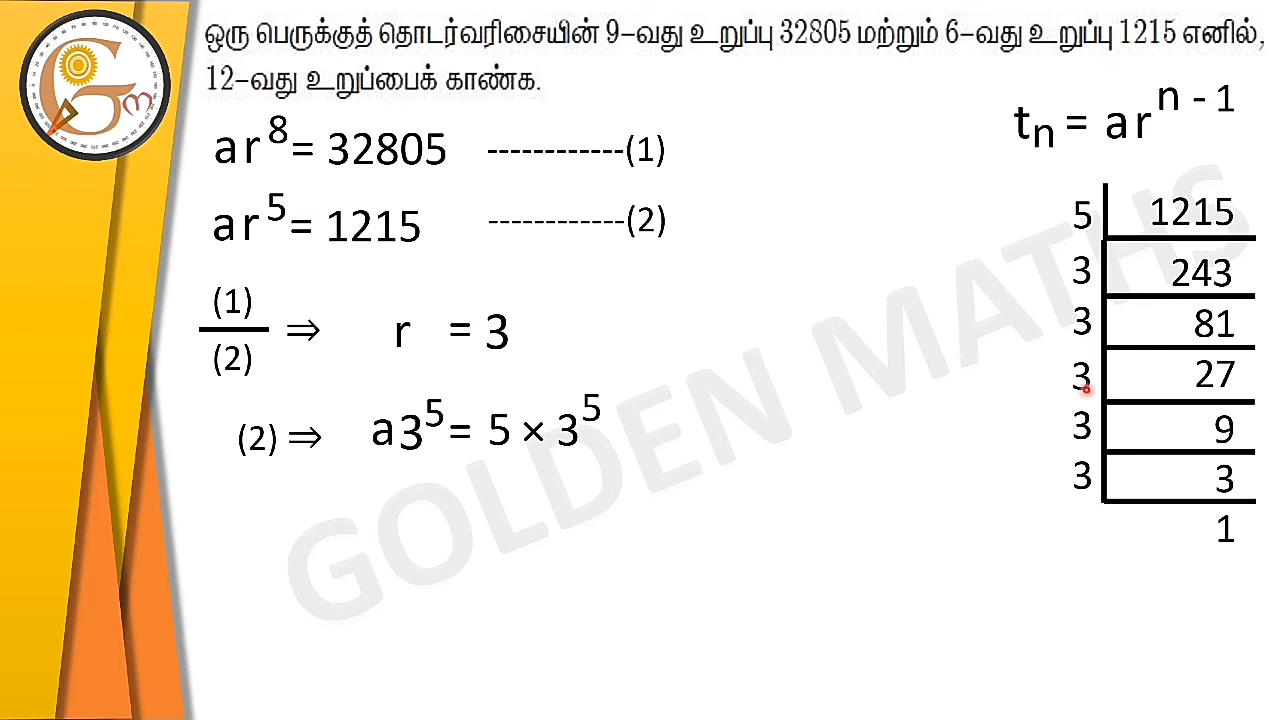 ஒரு பெருக்குத் தொடர்வரிசையின் 9–வது உறுப்பு 32805 மற்றும் 6–வது உறுப்பு 1215 எனில்,
12–வது உறுப்பைக் காண்க.
tₙ = ar^(n - 1)
ar⁸ = 32805 ------------(1)
ar⁵ = 1215 ------------(2)
(1)/(2) ⇒ r = 3
(2) ⇒ a3⁵ = 5 × 3⁵
5 | 1215
3 | 243
3 | 81
3 | 27
3 | 9
3 | 3
1
GOLDEN MATHS
Gm